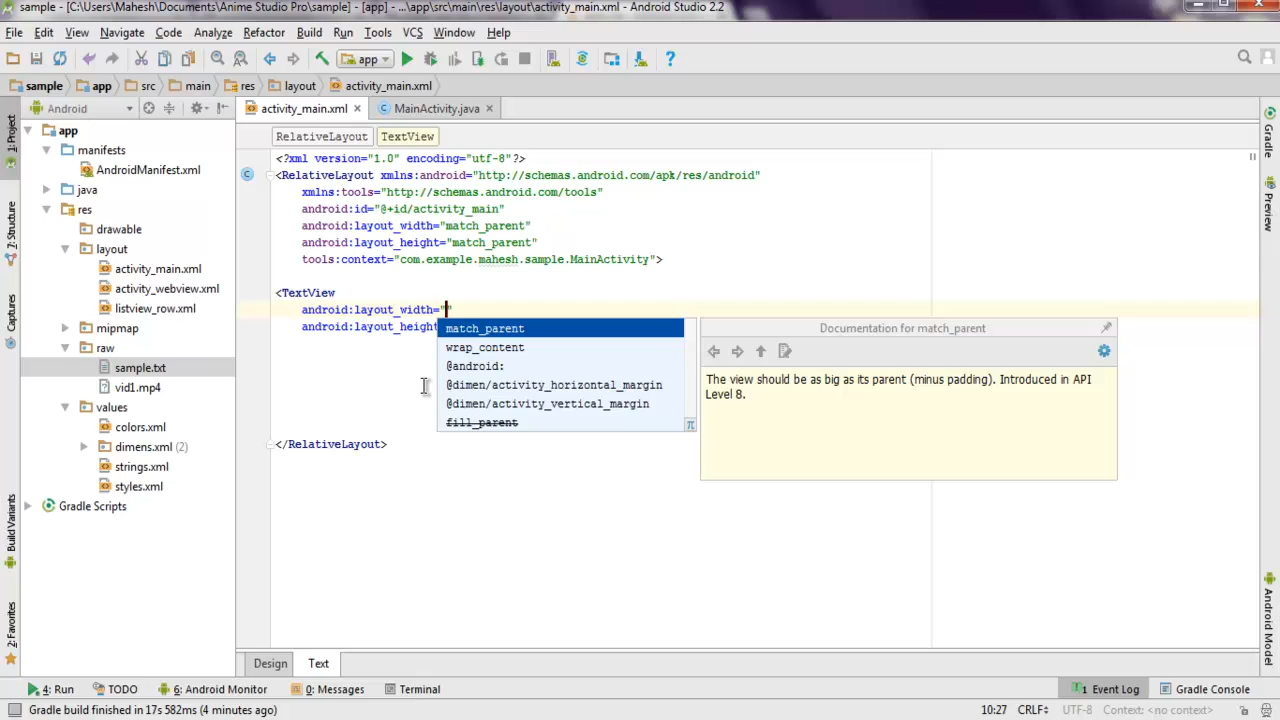 sample - [C:\Users\Mahesh\Documents\Anime Studio Pro\sample] - [app] - ...\app\src\main\res\layout\activity_main.xml - Android Studio 2.2
File Edit View Navigate Code Analyze Refactor Build Run Tools VCS Window Help
app
sample app src main res layout activity_main.xml
Android
activity_main.xml MainActivity.java
RelativeLayout TextView
1: Project
7: Structure
Captures
Build Variants
2: Favorites
app
manifests
AndroidManifest.xml
java
res
drawable
layout
activity_main.xml
activity_webview.xml
listview_row.xml
mipmap
raw
sample.txt
vid1.mp4
values
colors.xml
dimens.xml (2)
strings.xml
styles.xml
Gradle Scripts
<?xml version="1.0" encoding="utf-8"?>
<RelativeLayout xmlns:android="http://schemas.android.com/apk/res/android"
xmlns:tools="http://schemas.android.com/tools"
android:id="@+id/activity_main"
android:layout_width="match_parent"
android:layout_height="match_parent"
tools:context="com.example.mahesh.sample.MainActivity">
<TextView
android:layout_width=""
android:layout_height
match_parent
wrap_content
@android:
@dimen/activity_horizontal_margin
@dimen/activity_vertical_margin
fill_parent
π
Documentation for match_parent
The view should be as big as its parent (minus padding). Introduced in API
Level 8.
</RelativeLayout>
Gradle
Preview
Android Model
Design Text
4: Run TODO 6: Android Monitor 0: Messages Terminal 1 Event Log Gradle Console
Gradle build finished in 17s 582ms (4 minutes ago) 10:27 CRLF UTF-8 Context: <no context>